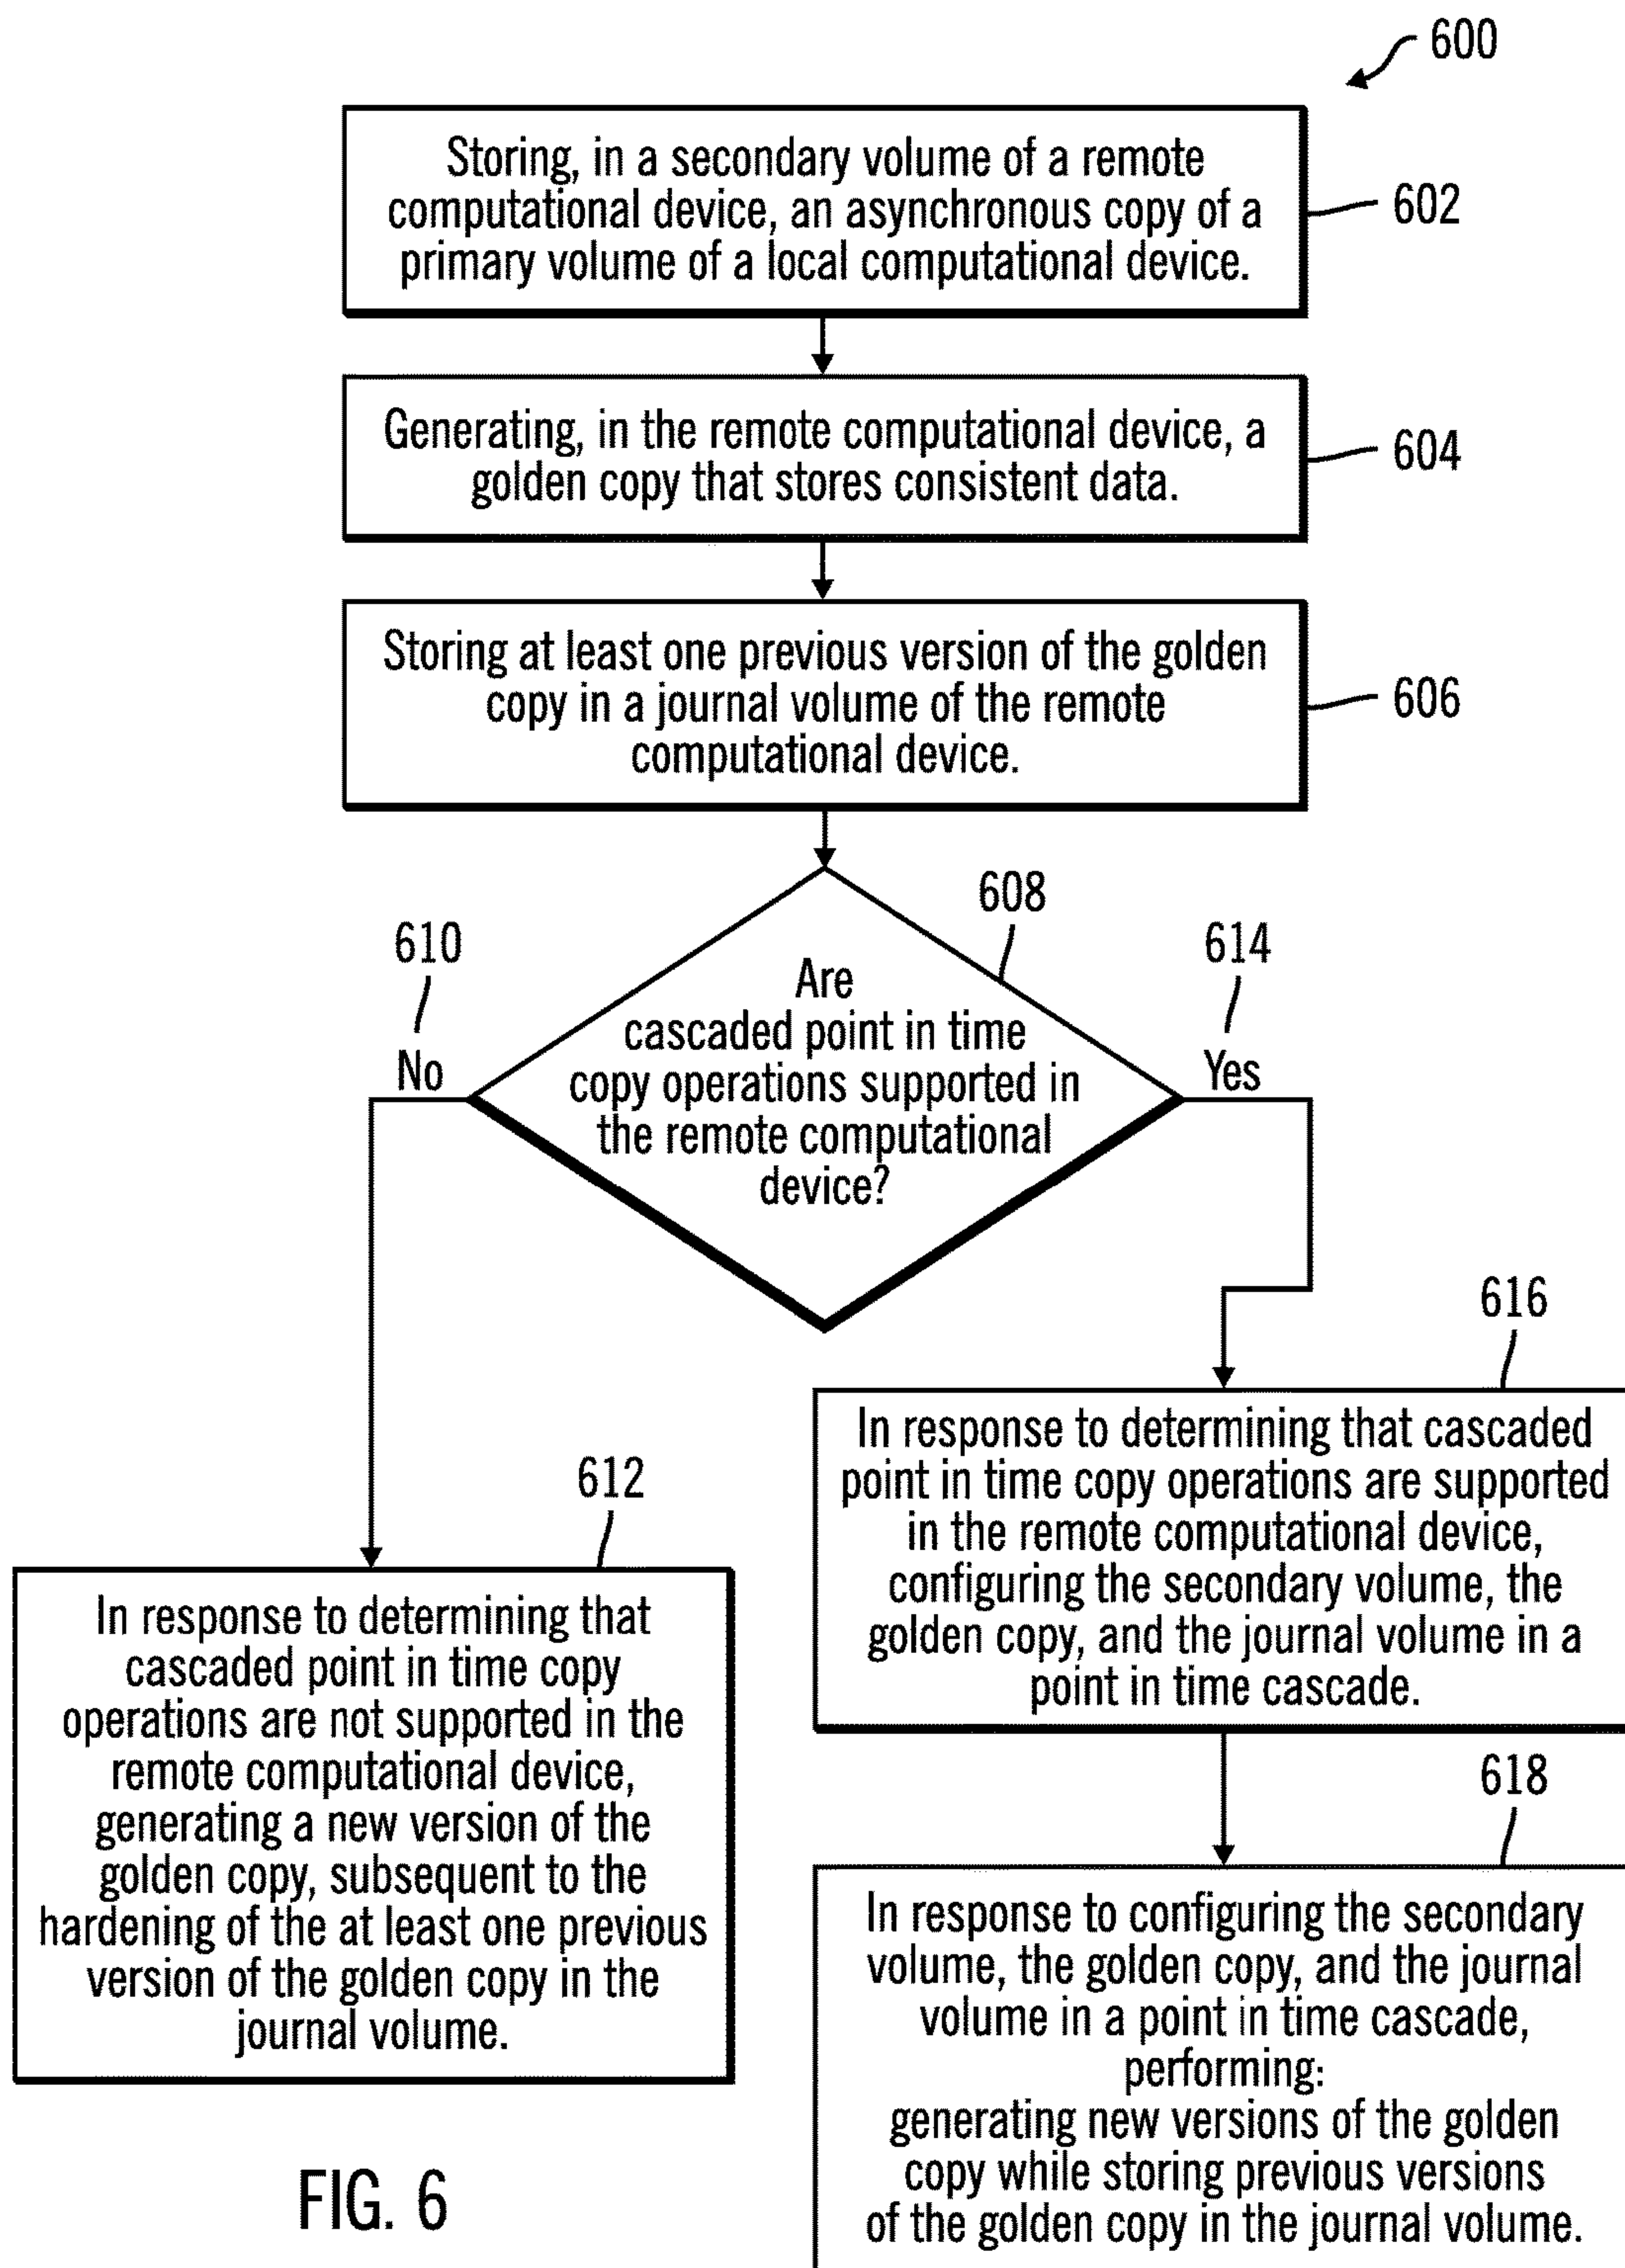 600
Storing, in a secondary volume of a remote
computational device, an asynchronous copy of a
primary volume of a local computational device.
602
Generating, in the remote computational device, a
golden copy that stores consistent data.
604
Storing at least one previous version of the golden
copy in a journal volume of the remote
computational device.
606
608
610
614
Are
cascaded point in time
copy operations supported in
the remote computational
device?
No
Yes
612
In response to determining that
cascaded point in time copy
operations are not supported in the
remote computational device,
generating a new version of the
golden copy, subsequent to the
hardening of the at least one previous
version of the golden copy in the
journal volume.
616
In response to determining that cascaded
point in time copy operations are supported
in the remote computational device,
configuring the secondary volume, the
golden copy, and the journal volume in a
point in time cascade.
618
In response to configuring the secondary
volume, the golden copy, and the journal
volume in a point in time cascade,
performing:
generating new versions of the golden
copy while storing previous versions
of the golden copy in the journal volume.
FIG. 6